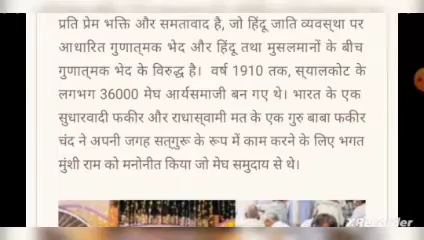 प्रति प्रेम भक्ति और समतावाद है, जो हिंदू जाति व्यवस्था पर
आधारित गुणात्मक भेद और हिंदू तथा मुसलमानों के बीच
गुणात्मक भेद के विरुद्ध है। वर्ष 1910 तक, स्यालकोट के
लगभग 36000 मेघ आर्यसमाजी बन गए थे। भारत के एक
सुधारवादी फकीर और राधास्वामी मत के एक गुरु बाबा फकीर
चंद ने अपनी जगह सत्गुरू के रूप में काम करने के लिए भगत
मुंशी राम को मनोनीत किया जो मेघ समुदाय से थे।